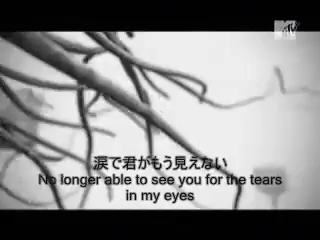 MTV
涙で君がもう見えない
No longer able to see you for the tears
in my eyes